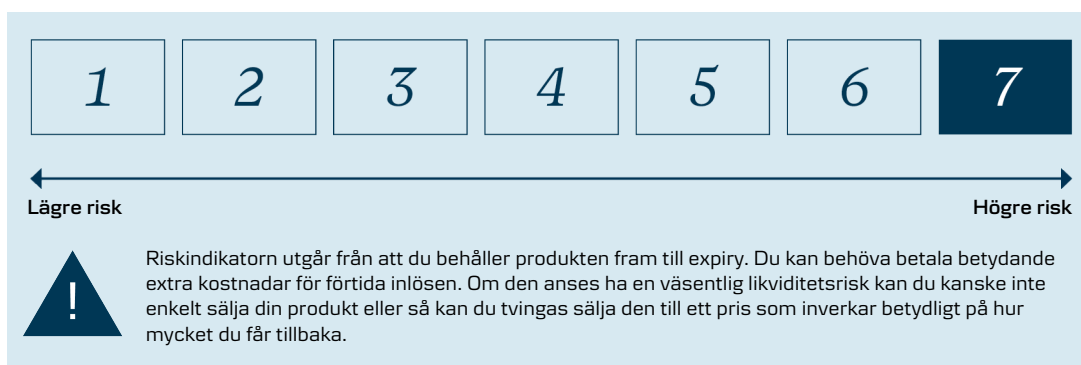 1 2 3 4 5 6 7
Lägre risk Högre risk
Riskindikatorn utgår från att du behåller produkten fram till expiry. Du kan behöva betala betydande
extra kostnadar för förtida inlösen. Om den anses ha en väsentlig likviditetsrisk kan du kanske inte
enkelt sälja din produkt eller så kan du tvingas sälja den till ett pris som inverkar betydligt på hur
mycket du får tillbaka.
!